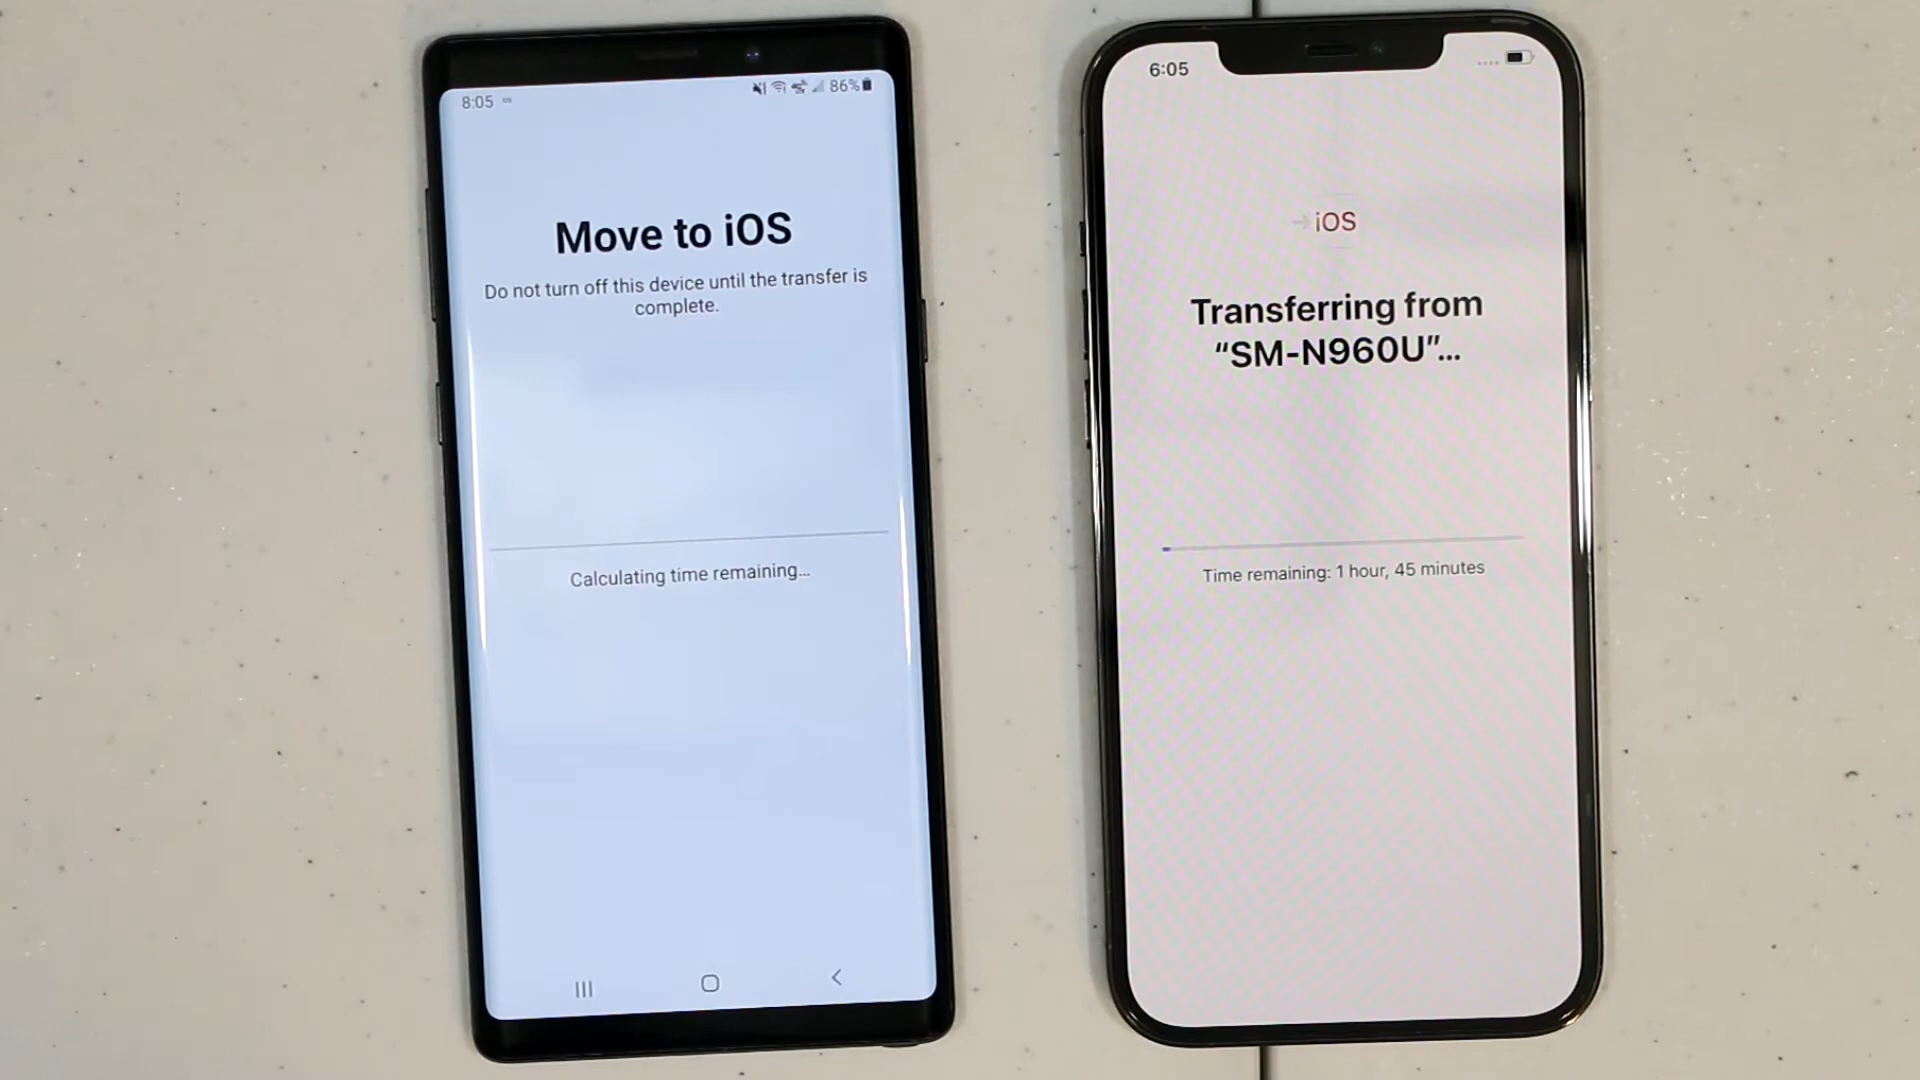 8:05
86%
Move to iOS
Do not turn off this device until the transfer is
complete.
Calculating time remaining...
6:05
iOS
Transferring from
“SM-N960U”...
Time remaining: 1 hour, 45 minutes